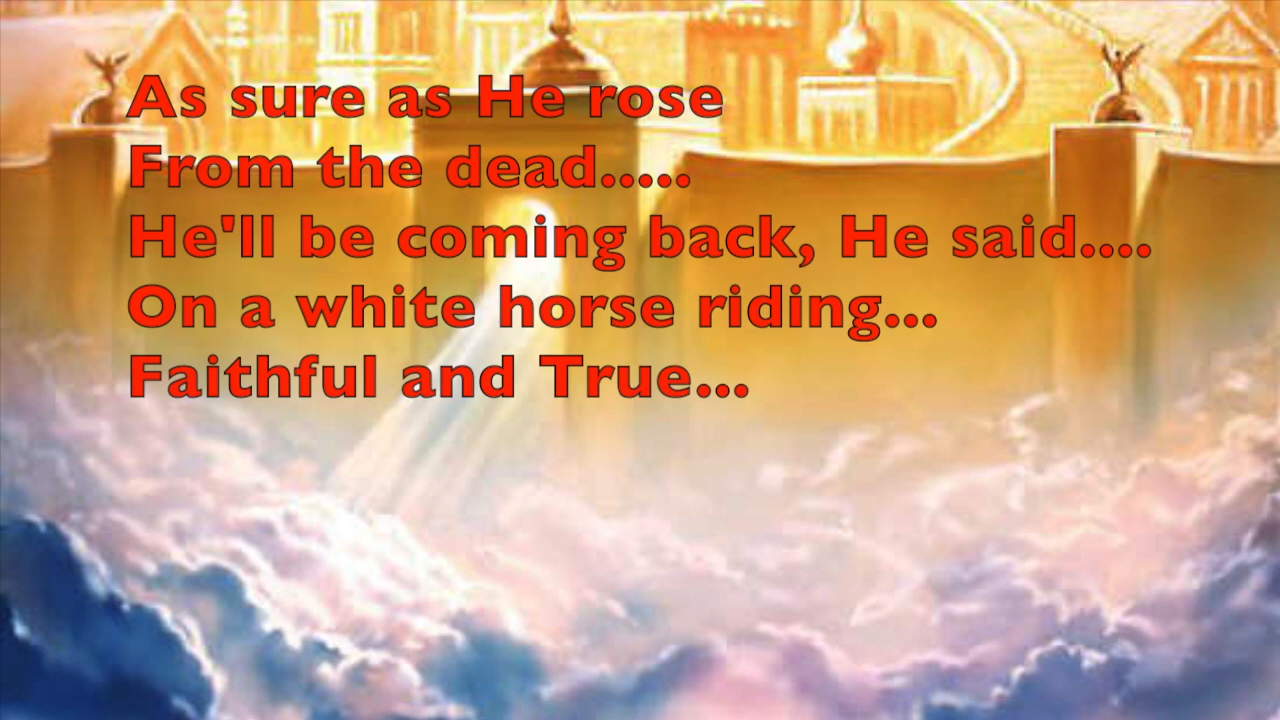 As sure as He rose
From the dead.....
He'll be coming back, He said....
On a white horse riding...
Faithful and True...